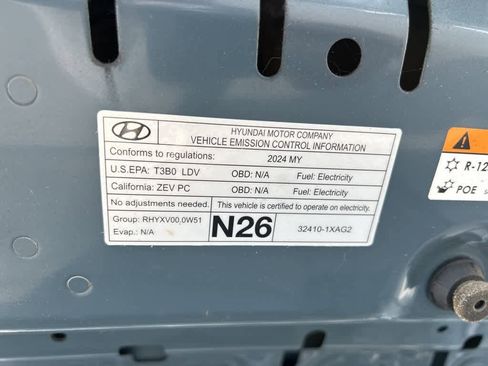 HYUNDAI MOTOR COMPANY
VEHICLE EMISSION CONTROL INFORMATION
Conforms to regulations: 2024 MY
U.S.EPA: T3B0 LDV OBD: N/A Fuel: Electricity
California: ZEV PC OBD: N/A Fuel: Electricity
No adjustments needed. This vehicle is certified to operate on electricity.
Group: RHYXV00.0W51
Evap.: N/A
N26
32410-1XAG2
R-12
POE